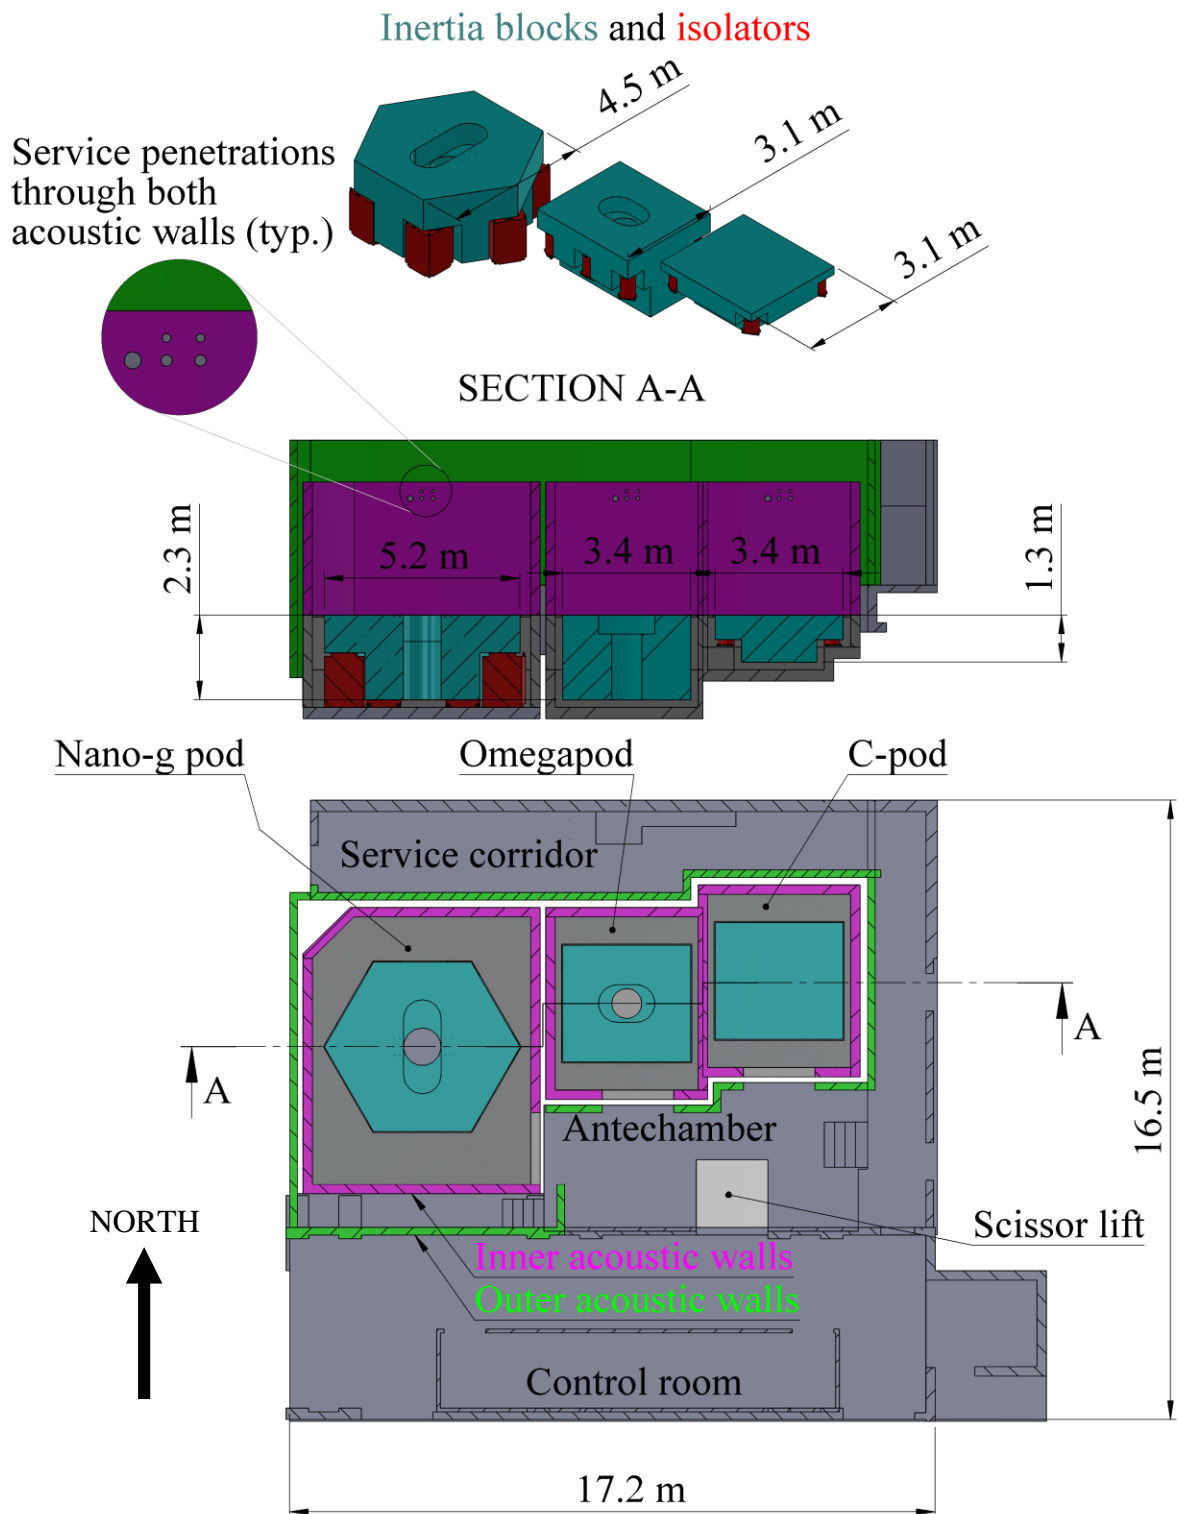 Inertia blocks and isolators
4.5 m
3.1 m
3.1 m
Service penetrations
through both
acoustic walls (typ.)
SECTION A-A
2.3 m
5.2 m
3.4 m
3.4 m
1.3 m
Nano-g pod
Omegapod
C-pod
Service corridor
A
A
Antechamber
16.5 m
NORTH
Scissor lift
Inner acoustic walls
Outer acoustic walls
Control room
17.2 m